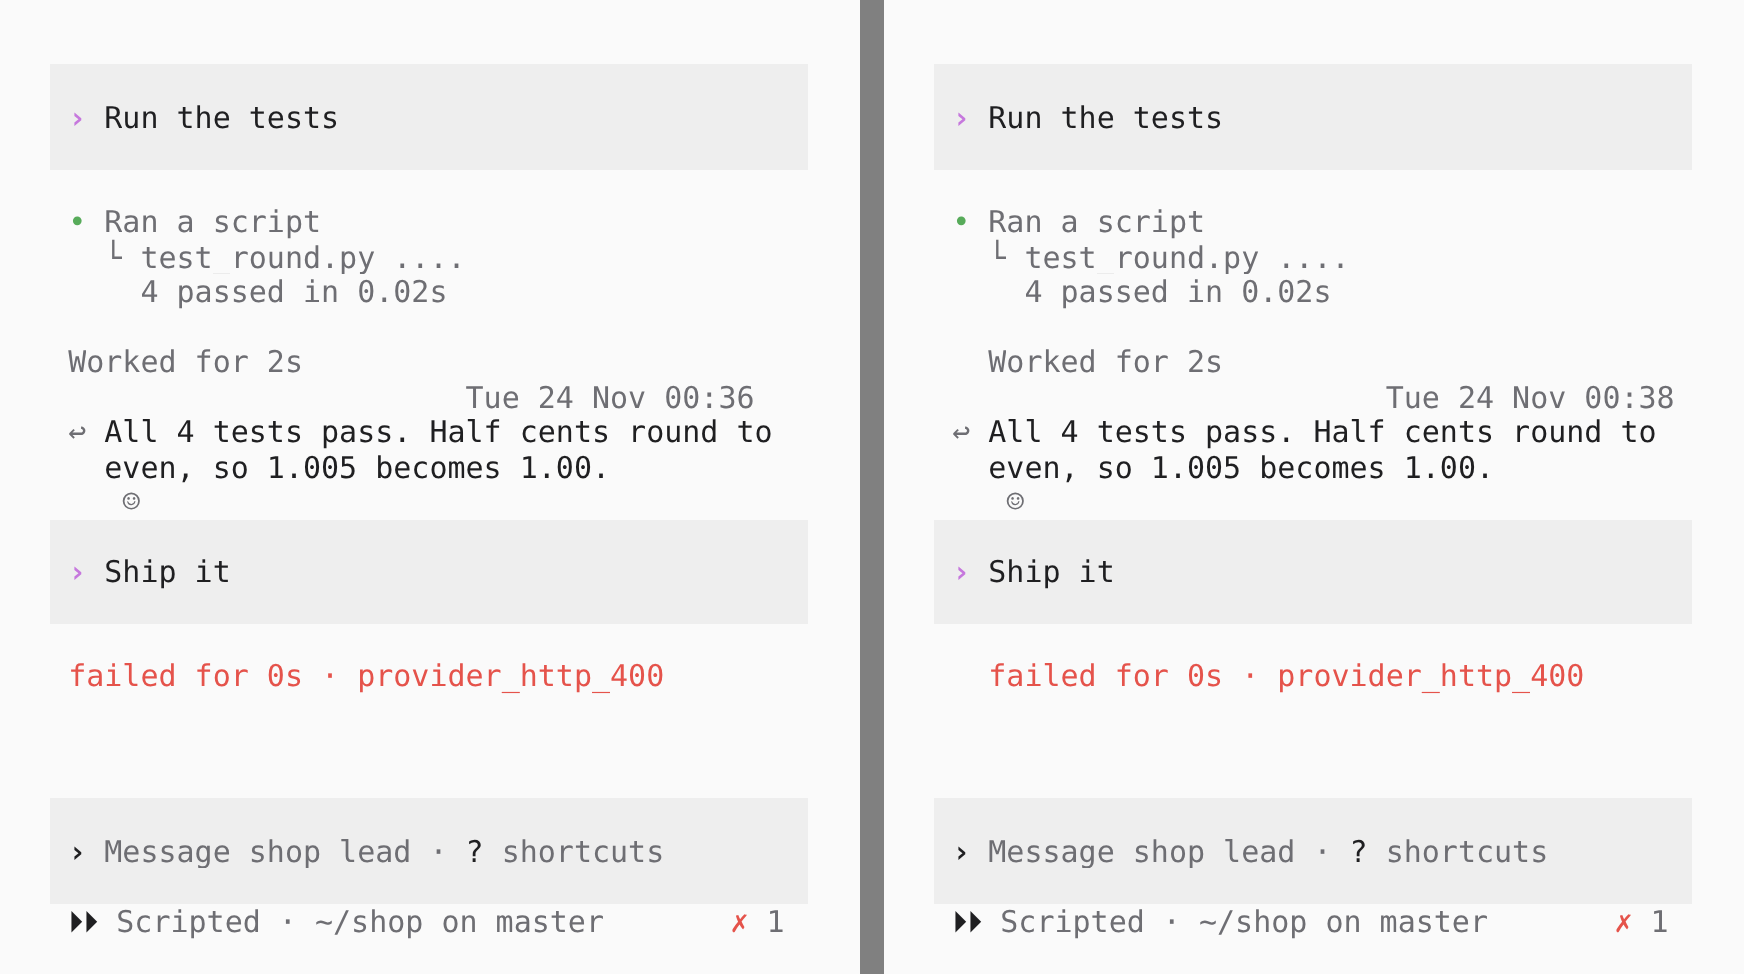 › Run the tests
• Ran a script
└ test_round.py ....
4 passed in 0.02s
Worked for 2s
Tue 24 Nov 00:36
↩ All 4 tests pass. Half cents round to
even, so 1.005 becomes 1.00.
☺
› Ship it
failed for 0s · provider_http_400
› Message shop lead · ? shortcuts
⏵⏵ Scripted · ~/shop on master ✗ 1
› Run the tests
• Ran a script
└ test_round.py ....
4 passed in 0.02s
Worked for 2s
Tue 24 Nov 00:38
↩ All 4 tests pass. Half cents round to
even, so 1.005 becomes 1.00.
☺
› Ship it
failed for 0s · provider_http_400
› Message shop lead · ? shortcuts
⏵⏵ Scripted · ~/shop on master ✗ 1